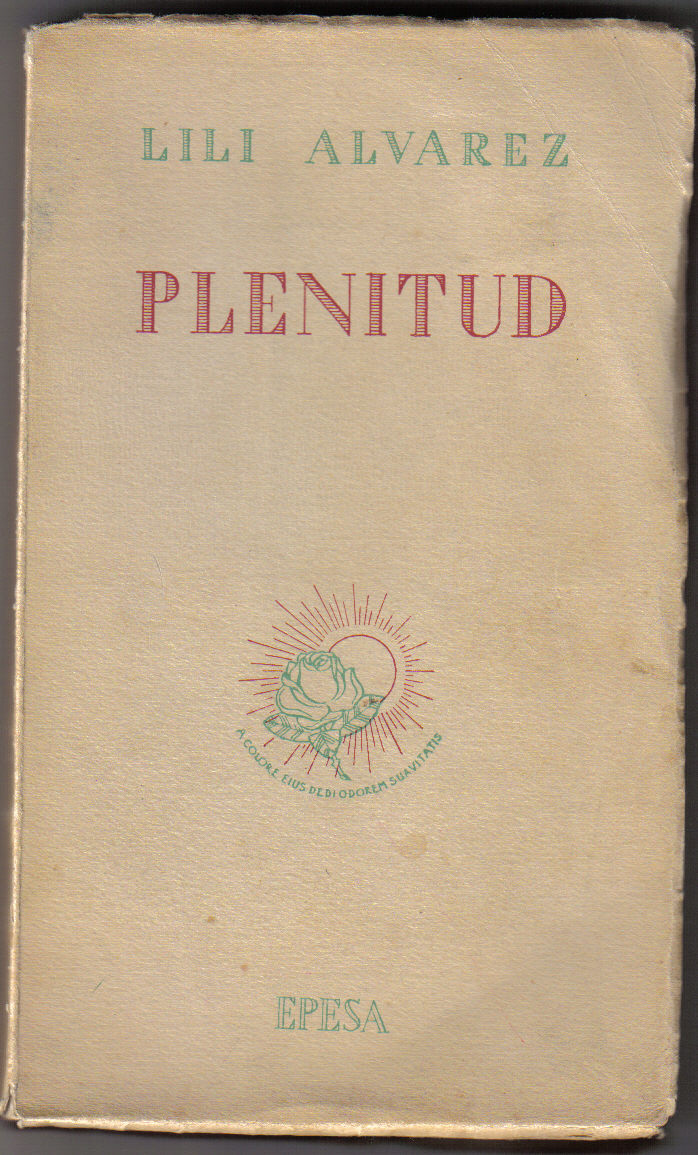 LILI ALVAREZ
PLENITUD
A COLORE EIUS DEDI ODOREM SUAVITATIS
EPESA